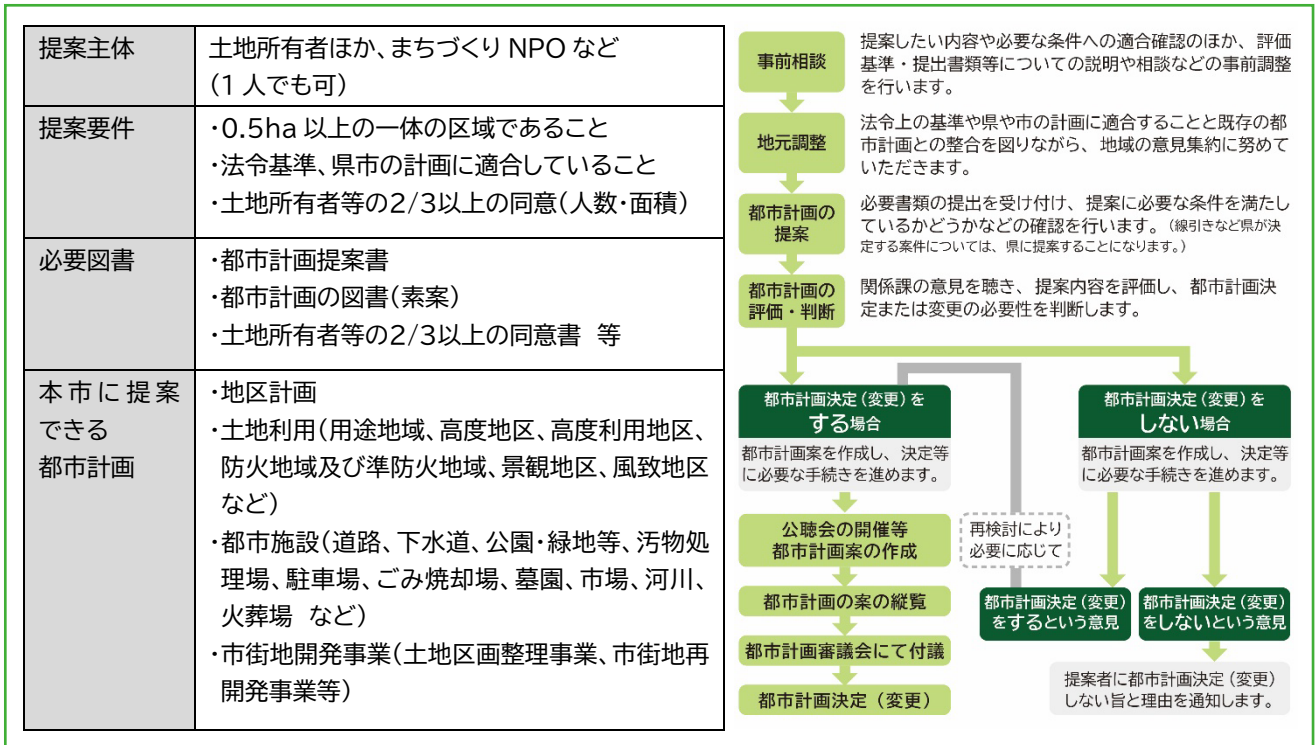 提案主体
土地所有者ほか、まちづくり NPO など
(1 人でも可)
提案要件
・0.5ha 以上の一体の区域であること
・法令基準、県市の計画に適合していること
・土地所有者等の2/3以上の同意(人数・面積)
必要図書
・都市計画提案書
・都市計画の図書(素案)
・土地所有者等の2/3以上の同意書 等
本市に提案
できる
都市計画
・地区計画
・土地利用(用途地域、高度地区、高度利用地区、
防火地域及び準防火地域、景観地区、風致地区
など)
・都市施設(道路、下水道、公園・緑地等、汚物処
理場、駐車場、ごみ焼却場、墓園、市場、河川、
火葬場 など)
・市街地開発事業(土地区画整理事業、市街地再
開発事業等)
事前相談
提案したい内容や必要な条件への適合確認のほか、評価
基準・提出書類等についての説明や相談などの事前調整
を行います。
地元調整
法令上の基準や県や市の計画に適合することと既存の都
市計画との整合を図りながら、地域の意見集約に努めて
いただきます。
都市計画の
提案
必要書類の提出を受け付け、提案に必要な条件を満たし
ているかどうかなどの確認を行います。(線引きなど県が決
定する案件については、県に提案することになります。)
都市計画の
評価・判断
関係課の意見を聴き、提案内容を評価し、都市計画決
定または変更の必要性を判断します。
都市計画決定(変更)を
する場合
都市計画案を作成し、決定等
に必要な手続きを進めます。
公聴会の開催等
都市計画案の作成
都市計画の案の縦覧
都市計画審議会にて付議
都市計画決定(変更)
再検討により
必要に応じて
都市計画決定(変更)を
しない場合
都市計画案を作成し、決定等
に必要な手続きを進めます。
都市計画決定(変更)
をするという意見
都市計画決定(変更)
をしないという意見
提案者に都市計画決定(変更)
しない旨と理由を通知します。